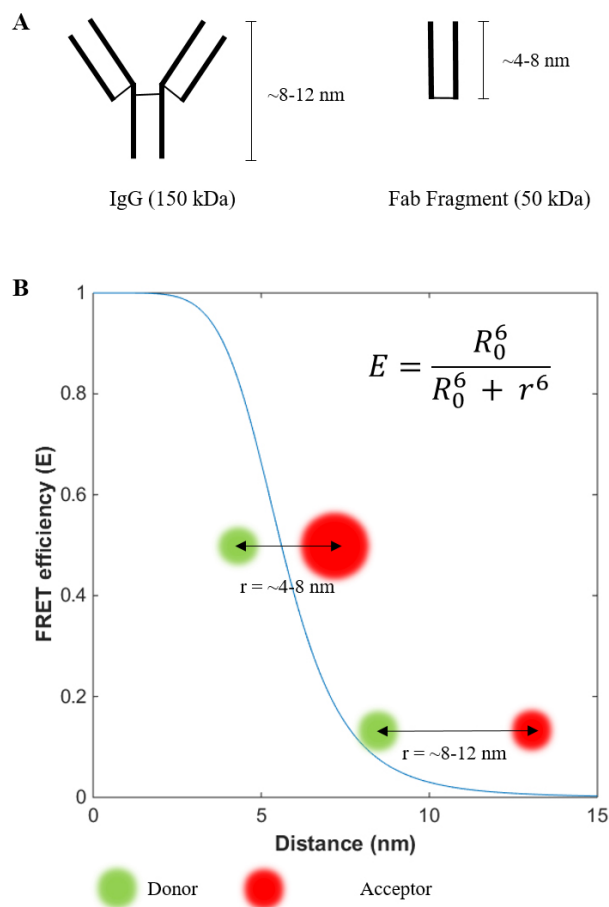 A
~8-12 nm
~4-8 nm
IgG (150 kDa)
Fab Fragment (50 kDa)
B
1
0.8
0.6
0.4
0.2
0
FRET efficiency (E)
E = R₀⁶ / (R₀⁶ + r⁶)
r = ~4-8 nm
r = ~8-12 nm
0
5
10
15
Distance (nm)
Donor
Acceptor